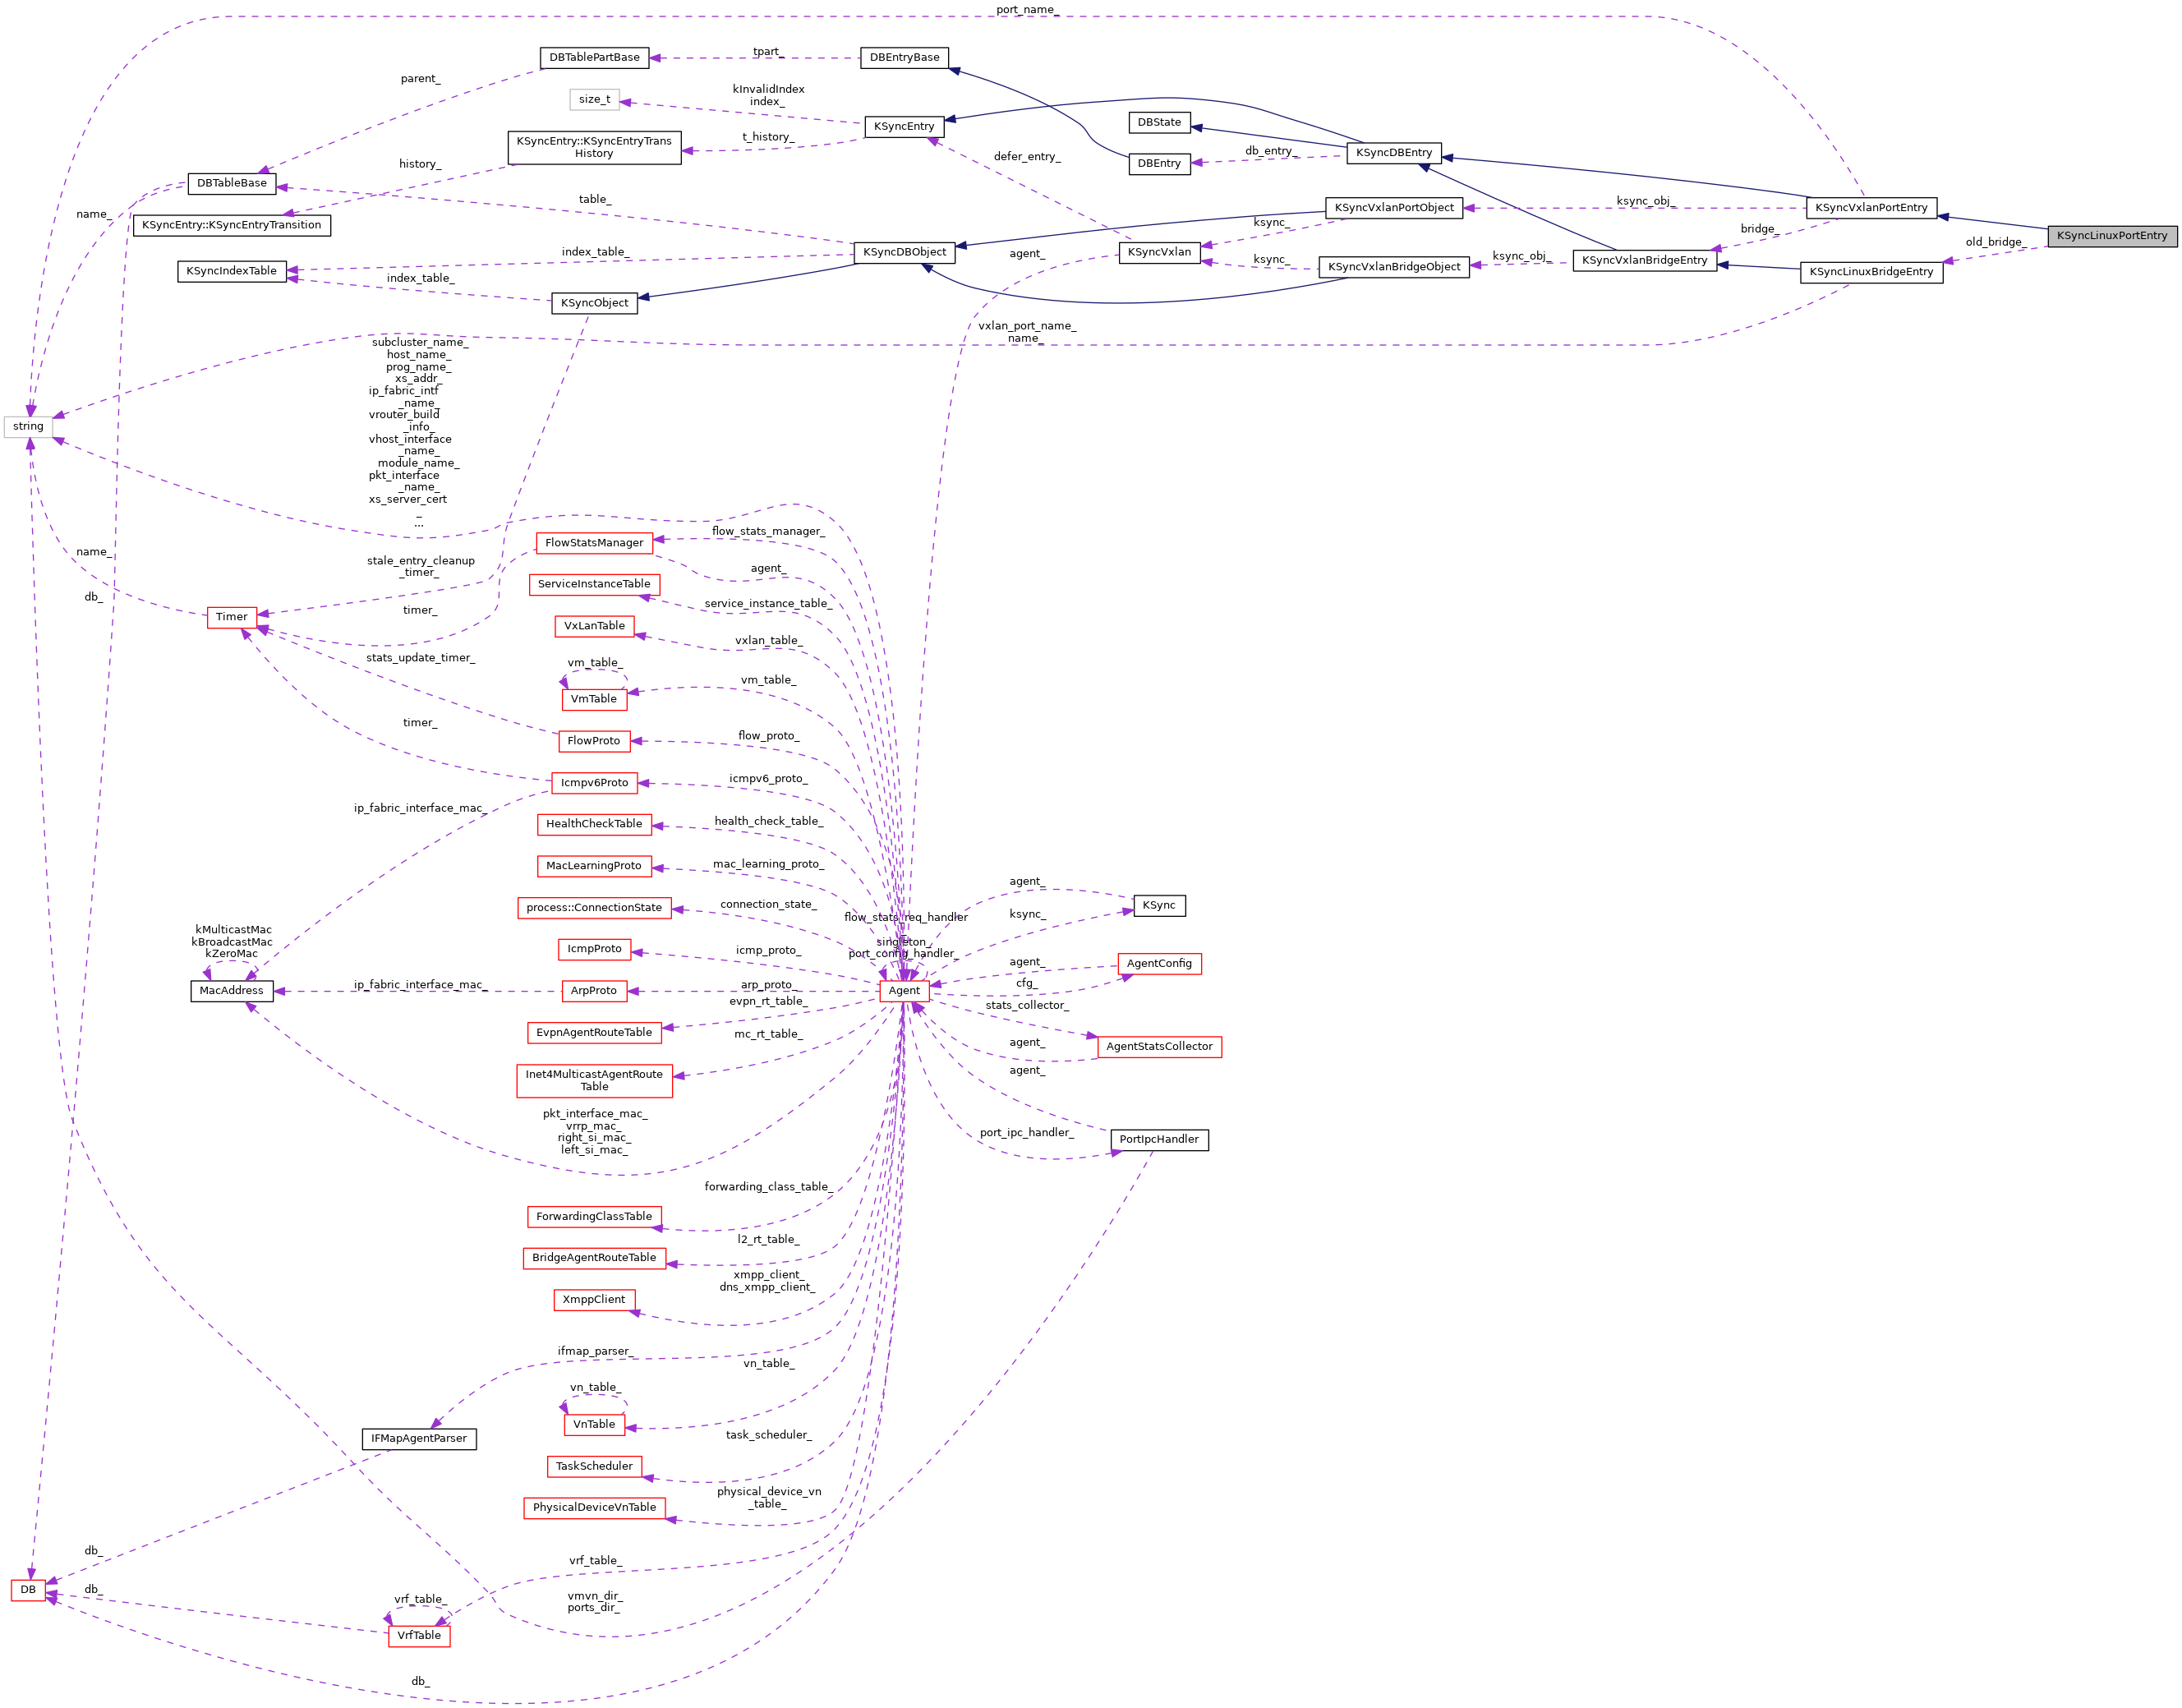 port_name_
DBTablePartBase
tpart_
DBEntryBase
parent_
size_t
kInvalidIndex
index_
KSyncEntry
DBState
KSyncEntry::KSyncEntryTrans
History
t_history_
defer_entry_
DBEntry
db_entry_
KSyncDBEntry
history_
DBTableBase
table_
name_
KSyncEntry::KSyncEntryTransition
KSyncVxlanPortObject
ksync_obj_
KSyncVxlanPortEntry
ksync_
bridge_
KSyncLinuxPortEntry
old_bridge_
index_table_
KSyncDBObject
agent_
KSyncVxlan
ksync_
KSyncVxlanBridgeObject
ksync_obj_
KSyncVxlanBridgeEntry
KSyncLinuxBridgeEntry
KSyncIndexTable
index_table_
KSyncObject
vxlan_port_name_
name_
subcluster_name_
host_name_
prog_name_
xs_addr_
ip_fabric_intf
_name_
vrouter_build
_info_
vhost_interface
_name_
module_name_
pkt_interface
_name_
xs_server_cert
_
...
string
name_
FlowStatsManager
flow_stats_manager_
stale_entry_cleanup
_timer_
agent_
ServiceInstanceTable
service_instance_table_
db_
Timer
timer_
VxLanTable
vxlan_table_
stats_update_timer_
vm_table_
VmTable
vm_table_
timer_
FlowProto
flow_proto_
Icmpv6Proto
icmpv6_proto_
ip_fabric_interface_mac_
HealthCheckTable
health_check_table_
MacLearningProto
mac_learning_proto_
process::ConnectionState
connection_state_
agent_
KSync
ksync_
flow_stats_req_handler
_
singleton_
port_config_handler_
kMulticastMac
kBroadcastMac
kZeroMac
IcmpProto
icmp_proto_
agent_
AgentConfig
cfg_
MacAddress
ip_fabric_interface_mac_
ArpProto
arp_proto_
Agent
evpn_rt_table_
stats_collector_
EvpnAgentRouteTable
mc_rt_table_
agent_
AgentStatsCollector
Inet4MulticastAgentRoute
Table
agent_
pkt_interface_mac_
vrrp_mac_
right_si_mac_
left_si_mac_
port_ipc_handler_
PortIpcHandler
forwarding_class_table_
ForwardingClassTable
l2_rt_table_
BridgeAgentRouteTable
xmpp_client_
dns_xmpp_client_
XmppClient
ifmap_parser_
vn_table_
vn_table_
VnTable
IFMapAgentParser
task_scheduler_
TaskScheduler
physical_device_vn
_table_
PhysicalDeviceVnTable
db_
vrf_table_
DB
db_
vrf_table_
vmvn_dir_
ports_dir_
VrfTable
db_